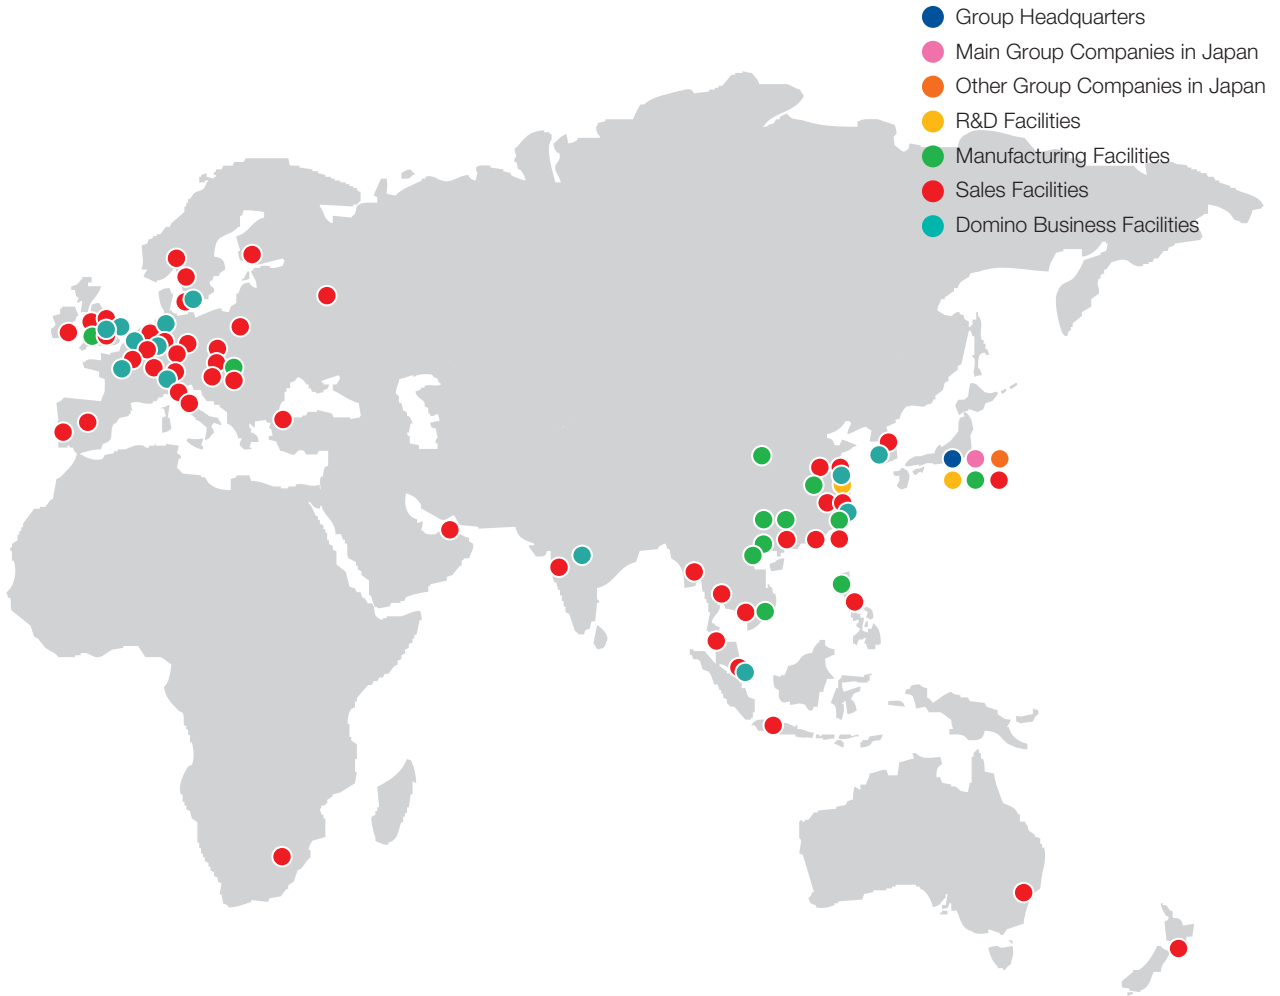 Group Headquarters
Main Group Companies in Japan
Other Group Companies in Japan
R&D Facilities
Manufacturing Facilities
Sales Facilities
Domino Business Facilities